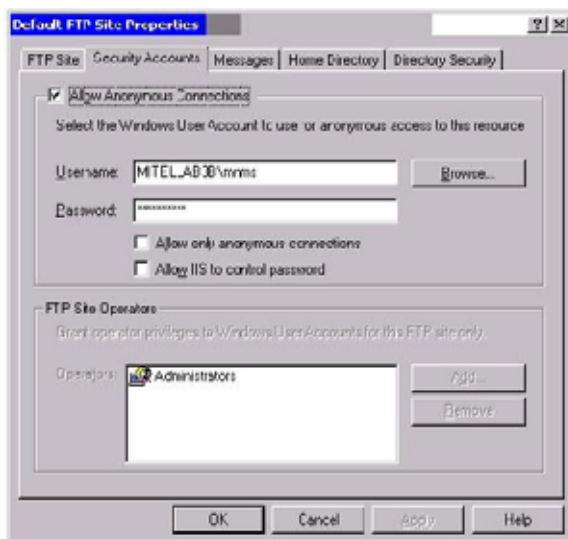 Default FTP Site Properties
FTP Site Security Accounts Messages Home Directory Directory Security
Allow Anonymous Connections
Select the Windows User Account to use for anonymous access to this resource
Username: Browse...
Password: **********
Allow only anonymous connections
Allow IIS to control password
FTP Site Operators
Grant operator privileges to Windows User Accounts for this FTP site only.
Operators: Administrators Add...
Remove
OK Cancel Apply Help